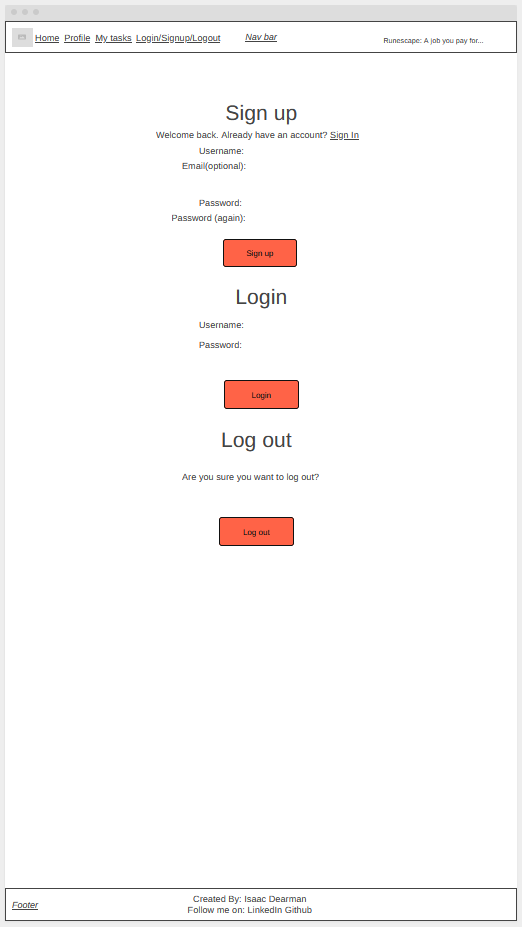 Home Profile My tasks Login/Signup/Logout Nav bar Runescape: A job you pay for...
Sign up
Welcome back. Already have an account? Sign In
Username:
Email(optional):
Password:
Password (again):
Sign up
Login
Username:
Password:
Login
Log out
Are you sure you want to log out?
Log out
Footer
Created By: Isaac Dearman
Follow me on: LinkedIn Github